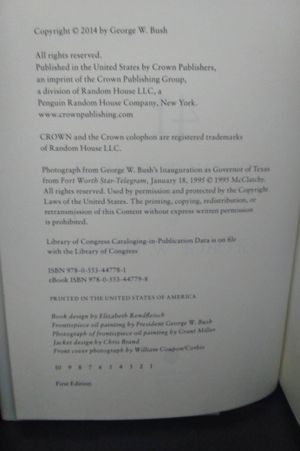 Copyright © 2014 by George W. Bush
All rights reserved.
Published in the United States by Crown Publishers,
an imprint of the Crown Publishing Group,
a division of Random House LLC, a
Penguin Random House Company, New York.
www.crownpublishing.com
CROWN and the Crown colophon are registered trademarks
of Random House LLC.
Photograph from George W. Bush's Inauguration as Governor of Texas
from Fort Worth Star-Telegram, January 18, 1995 © 1995 McClatchy.
All rights reserved. Used by permission and protected by the Copyright
Laws of the United States. The printing, copying, redistribution, or
retransmission of this Content without express written permission
is prohibited.
Library of Congress Cataloging-in-Publication Data is on file
with the Library of Congress
ISBN 978-0-553-44778-1
eBook ISBN 978-0-553-44779-8
PRINTED IN THE UNITED STATES OF AMERICA
Book design by Elizabeth Rendfleisch
Frontispiece oil painting by President George W. Bush
Photograph of frontispiece oil painting by Grant Miller
Jacket design by Chris Brand
Front cover photograph by William Coupon/Corbis
10 9 8 7 6 5 4 3 2 1
First Edition